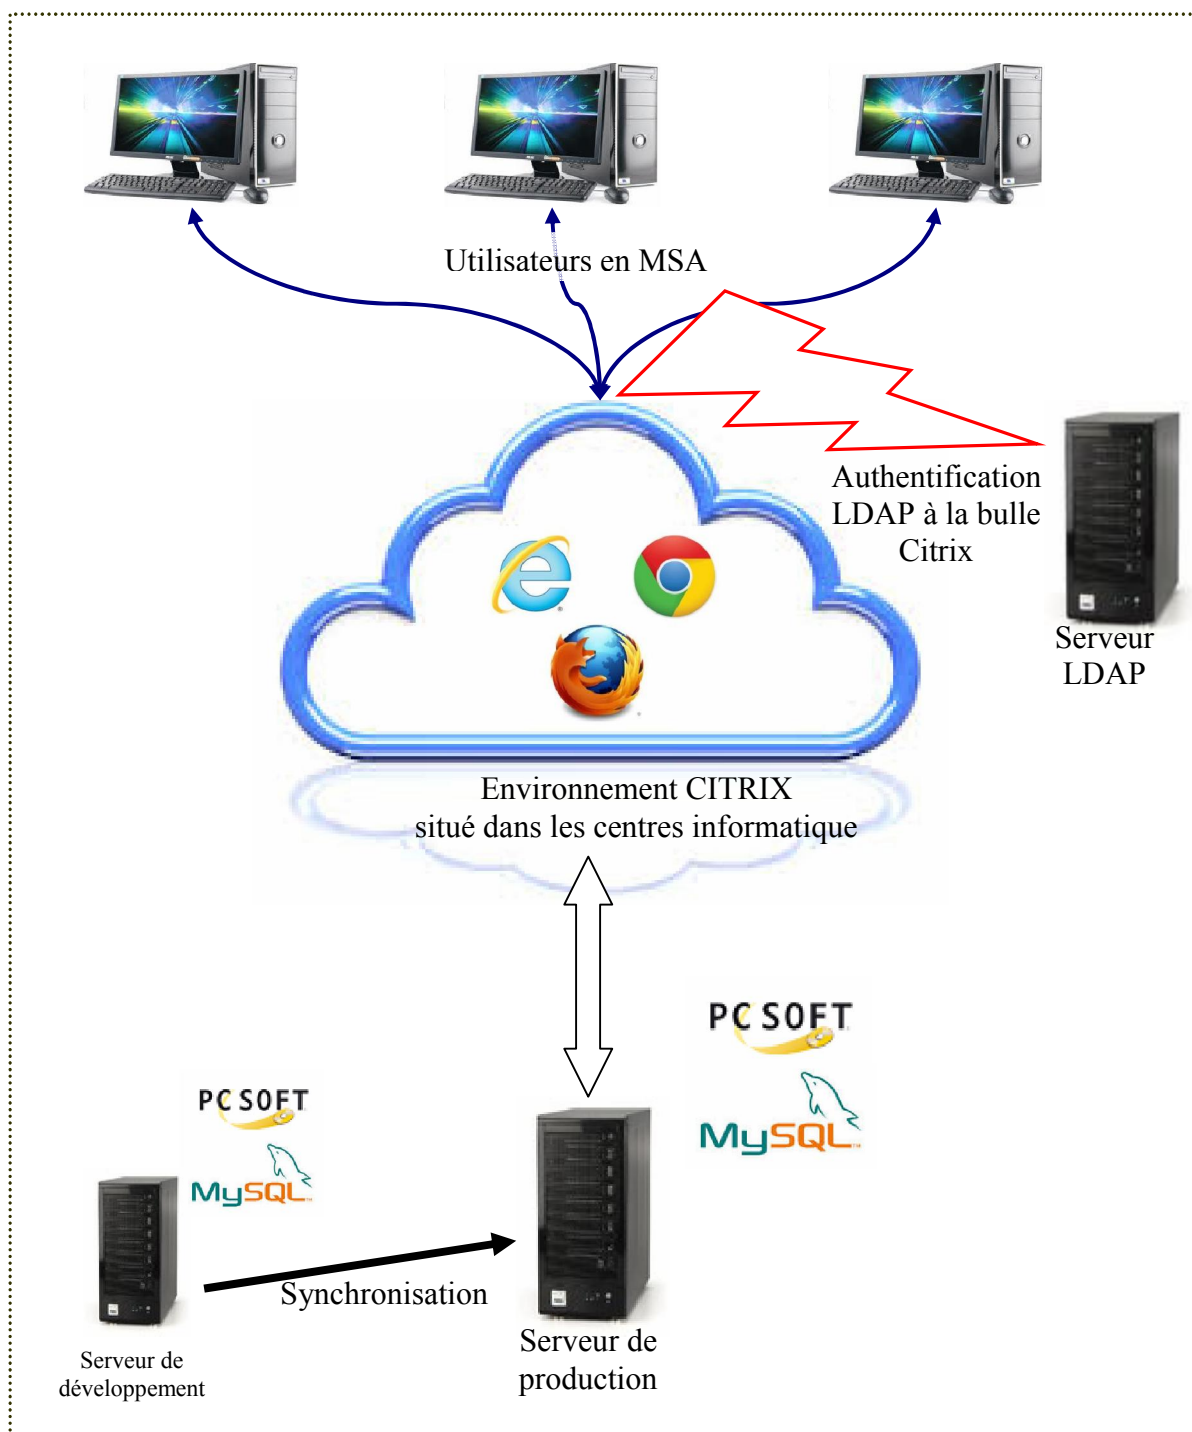 Utilisateurs en MSA
Authentification
LDAP à la bulle
Citrix
Serveur
LDAP
Environnement CITRIX
situé dans les centres informatique
PC SOFT
MySQL
PC SOFT
MySQL
Synchronisation
Serveur de
production
Serveur de
développement